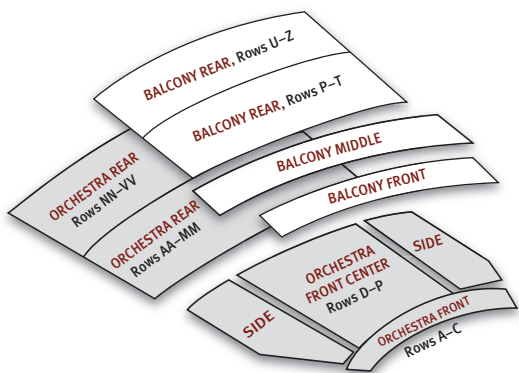 BALCONY REAR, Rows U–Z
BALCONY REAR, Rows P–T
BALCONY MIDDLE
BALCONY FRONT
ORCHESTRA REAR
Rows NN–VV
ORCHESTRA REAR
Rows AA–MM
SIDE
ORCHESTRA
FRONT CENTER
Rows D–P
SIDE
ORCHESTRA FRONT
Rows A–C